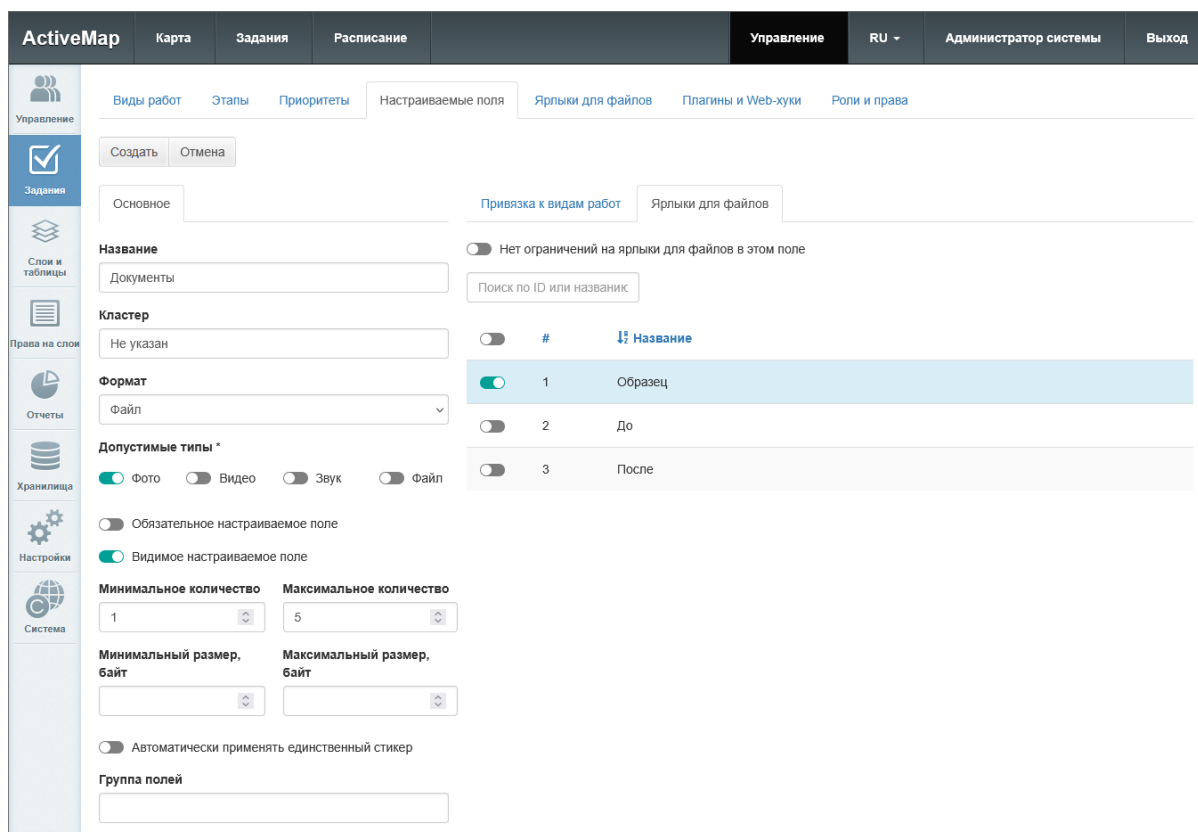 ActiveMap Карта Задания Расписание Управление RU Администратор системы Выход
Управление
Задания
Слои и
таблицы
Права на слои
Отчеты
Хранилища
Настройки
Система
Виды работ Этапы Приоритеты Настраиваемые поля Ярлыки для файлов Плагины и Web-хуки Роли и права
Создать Отмена
Основное
Название
Документы
Кластер
Не указан
Формат
Файл
Допустимые типы *
Фото Видео Звук Файл
Обязательное настраиваемое поле
Видимое настраиваемое поле
Минимальное количество Максимальное количество
1 5
Минимальный размер, Максимальный размер,
байт байт
Автоматически применять единственный стикер
Группа полей
Привязка к видам работ Ярлыки для файлов
Нет ограничений на ярлыки для файлов в этом поле
Поиск по ID или названию
# Название
1 Образец
2 До
3 После